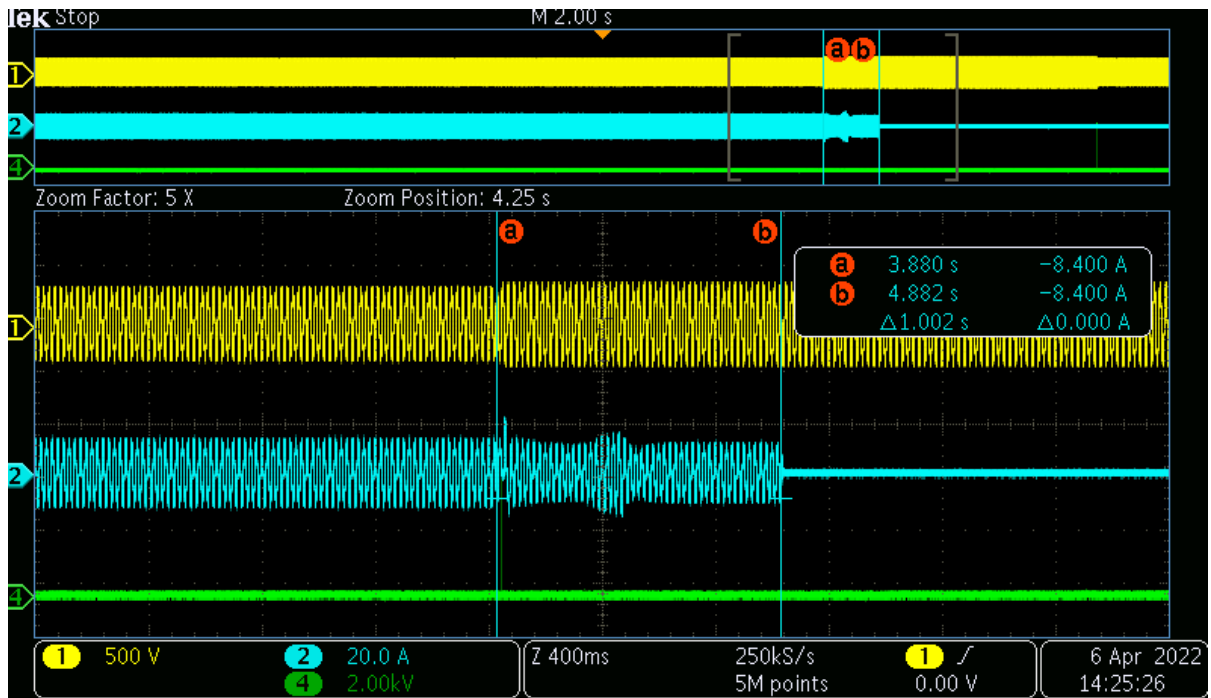 Tek Stop M 2.00 s
a b
1
2
4
Zoom Factor: 5 X Zoom Position: 4.25 s
a b
a 3.880 s -8.400 A
b 4.882 s -8.400 A
Δ1.002 s Δ0.000 A
1
2
4
1 500 V 2 20.0 A Z 400ms 250kS/s 1 6 Apr 2022
4 2.00kV 5M points 0.00 V 14:25:26